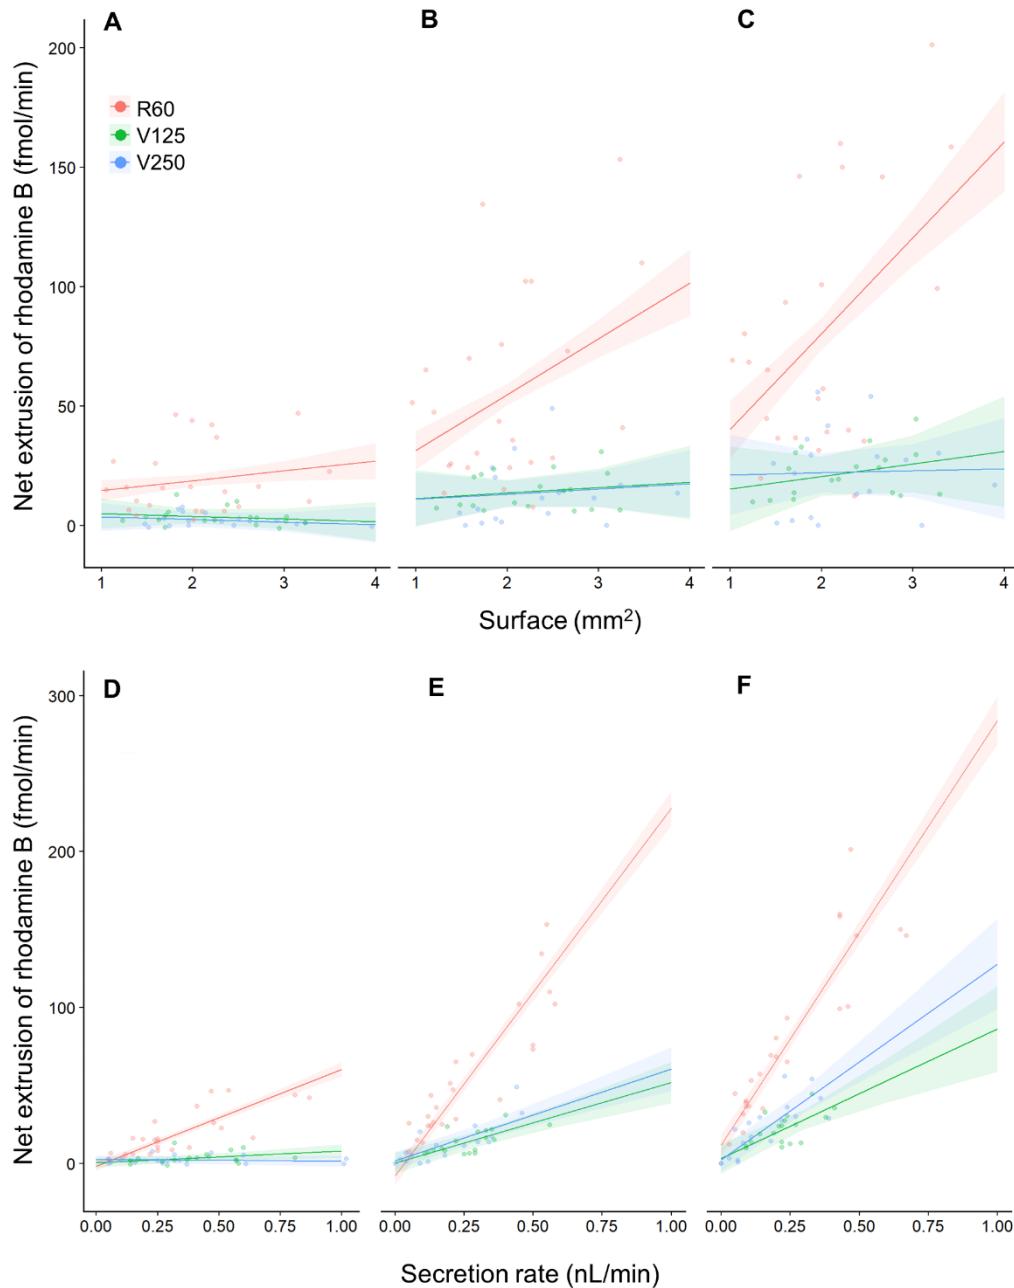 A
B
C
R60
V125
V250
Net extrusion of rhodamine B (fmol/min)
200
150
100
50
0
1 2 3 4
1 2 3 4
1 2 3 4
Surface (mm²)
D
E
F
Net extrusion of rhodamine B (fmol/min)
300
200
100
0
0.00 0.25 0.50 0.75 1.00
0.00 0.25 0.50 0.75 1.00
0.00 0.25 0.50 0.75 1.00
Secretion rate (nL/min)